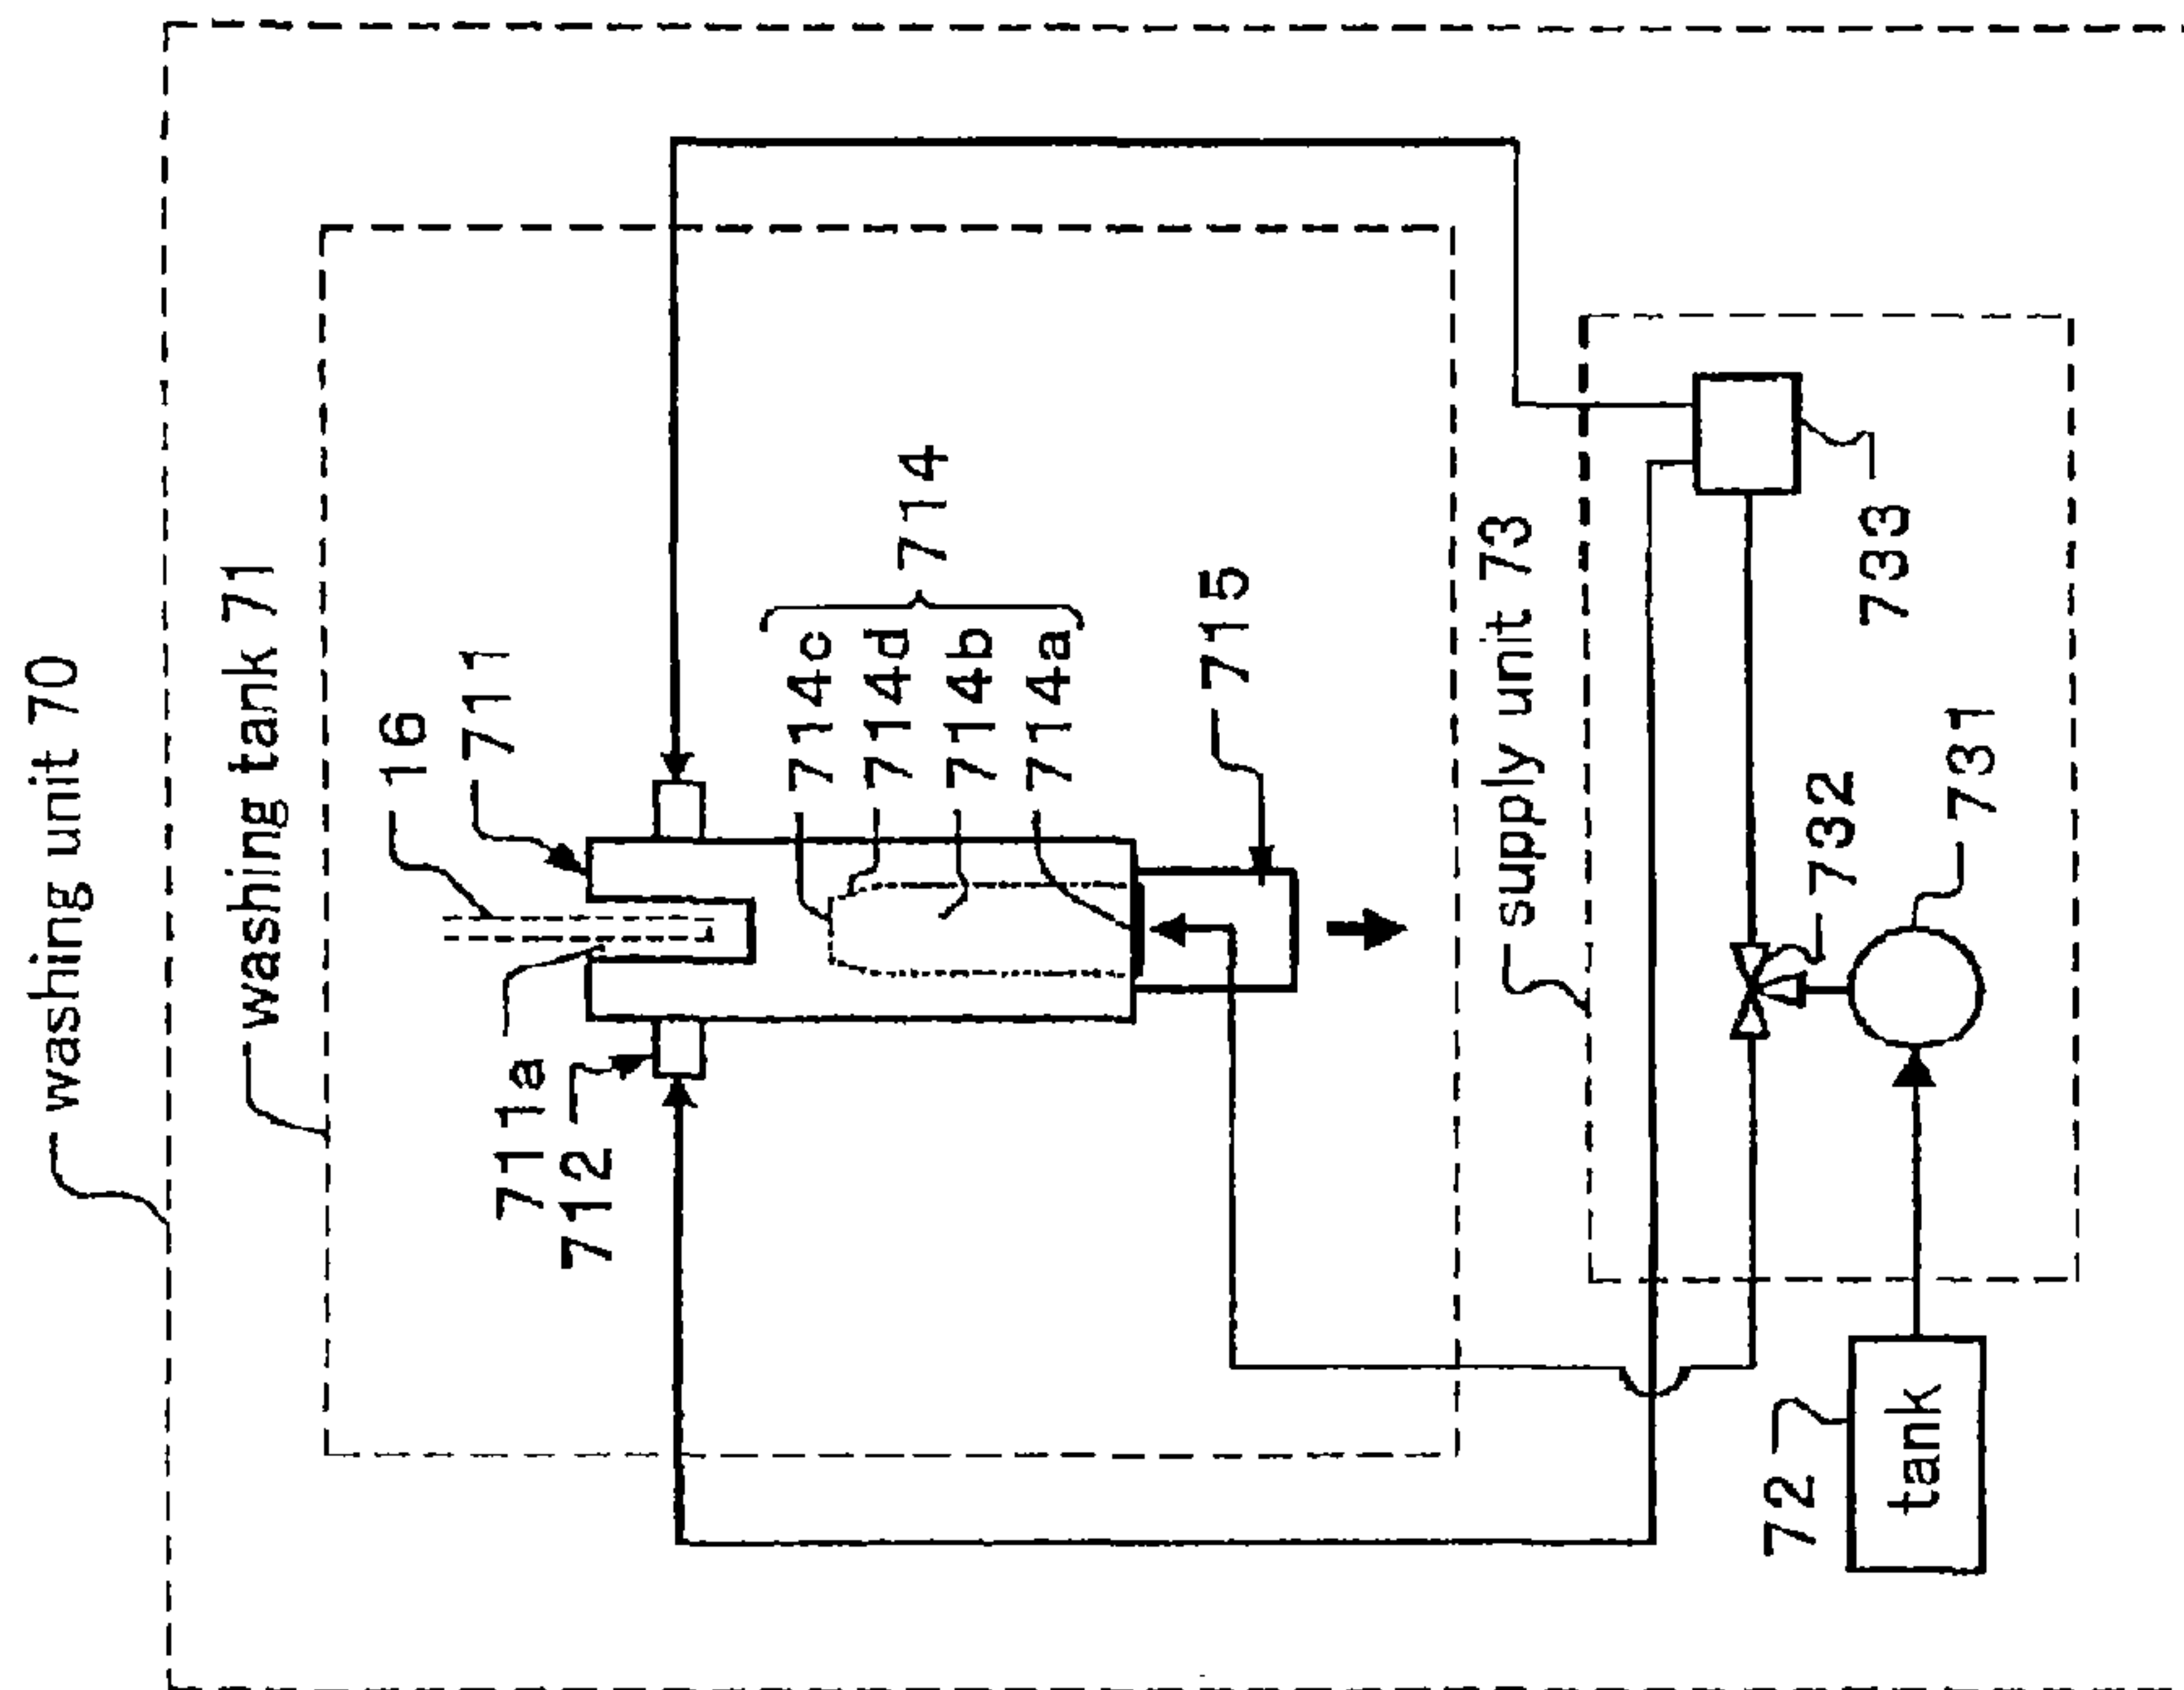 washing unit 70
washing tank 71
16
711
711a
712
714
714c
714d
714b
714a
715
supply unit 73
733
732
731
72
tank